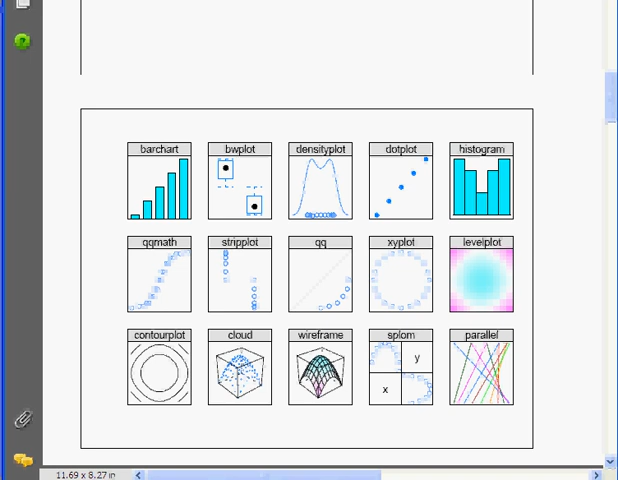 barchart bwplot densityplot dotplot histogram
qqmath stripplot qq xyplot levelplot
contourplot cloud wireframe splom parallel
y
x
11.69 x 8.27 in